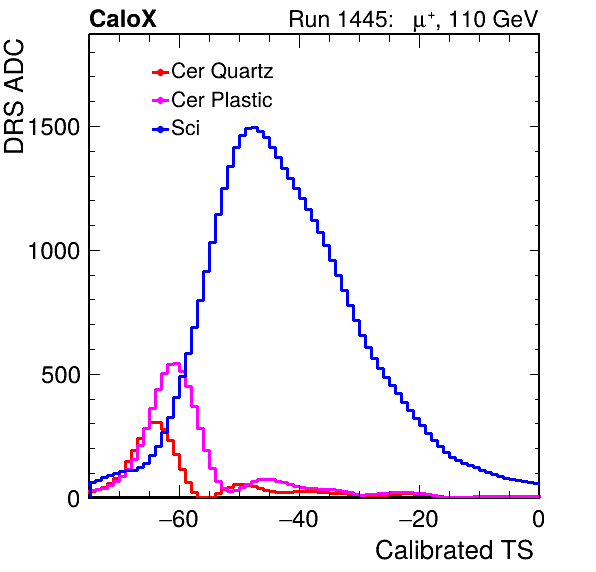 CaloX Run 1445: μ⁺, 110 GeV
DRS ADC
Cer Quartz
Cer Plastic
Sci
1500
1000
500
0
−60 −40 −20 0
Calibrated TS